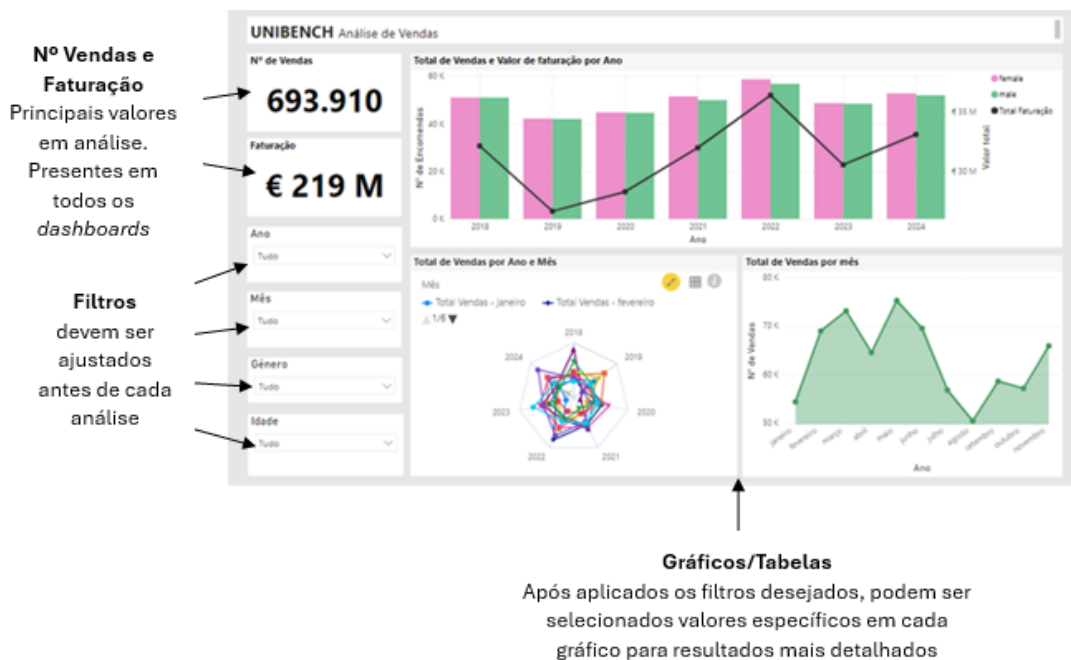 Nº Vendas e
Faturação
Principais valores
em análise.
Presentes em
todos os
dashboards
Filtros
devem ser
ajustados
antes de cada
análise
UNIBENCH Análise de Vendas
Nº de Vendas
693.910
Faturação
€ 219 M
Ano
Tudo
Mês
Tudo
Género
Tudo
Idade
Tudo
Total de Vendas e Valor de faturação por Ano
60 K
40 K
20 K
0 K
Nº de Encomendas
2018
2019
2020
2021
2022
2023
2024
Ano
€ 35 M
€ 30 M
Valor total
female
male
Total Faturação
Total de Vendas por Ano e Mês
Mês
Total Vendas - janeiro
Total Vendas - fevereiro
1/6
2018
2019
2020
2021
2022
2023
2024
Total de Vendas por mês
80 K
70 K
60 K
50 K
Nº de Vendas
janeiro
fevereiro
março
abril
maio
junho
julho
agosto
setembro
outubro
novembro
Ano
Gráficos/Tabelas
Após aplicados os filtros desejados, podem ser
selecionados valores específicos em cada
gráfico para resultados mais detalhados